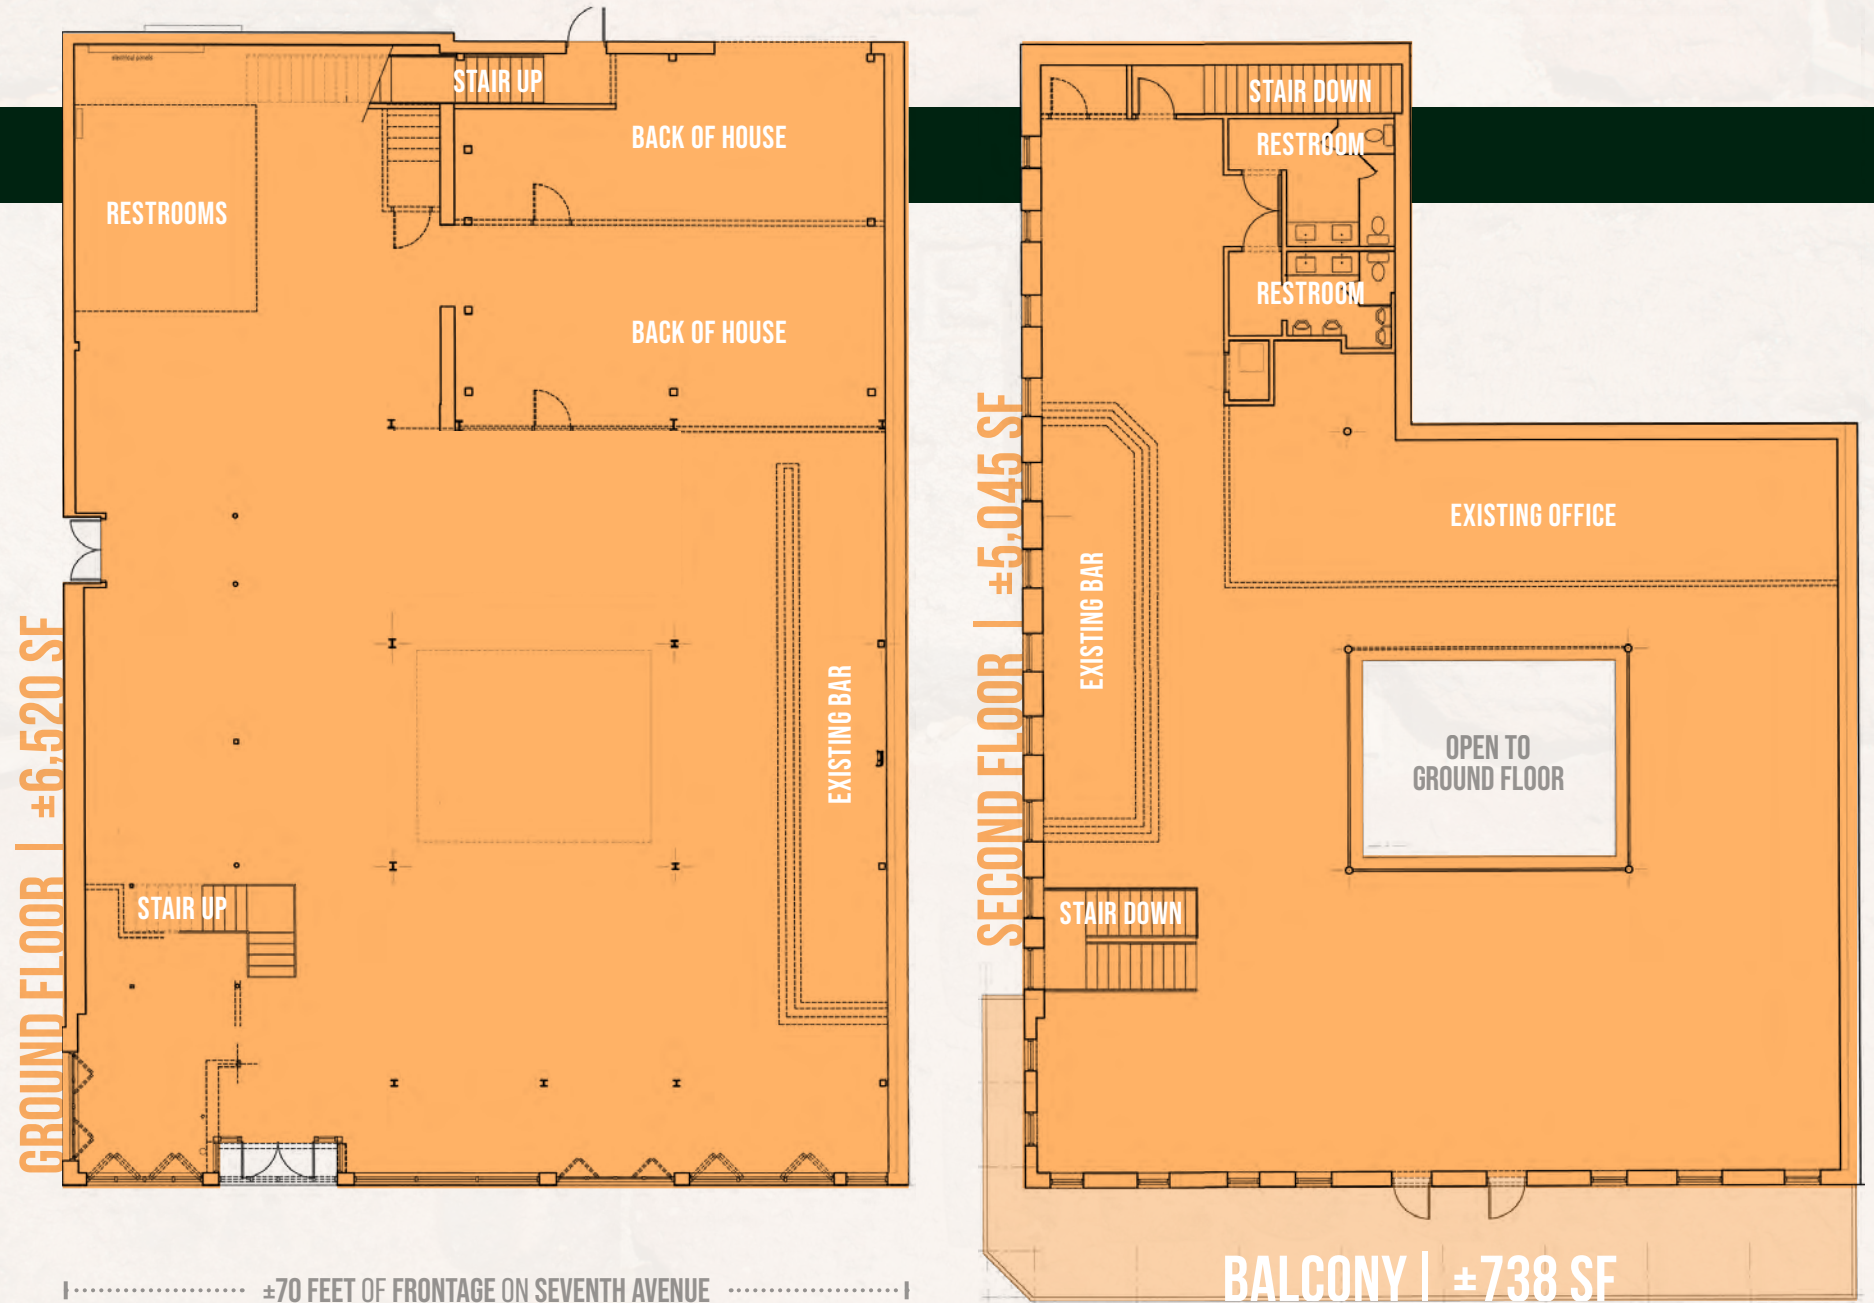 STAIR UP
BACK OF HOUSE
RESTROOMS
BACK OF HOUSE
EXISTING BAR
STAIR UP
GROUND FLOOR | ±6,520 SF
±70 FEET OF FRONTAGE ON SEVENTH AVENUE
STAIR DOWN
RESTROOM
RESTROOM
EXISTING OFFICE
EXISTING BAR
OPEN TO
GROUND FLOOR
STAIR DOWN
SECOND FLOOR | ±5,045 SF
BALCONY | ±738 SF